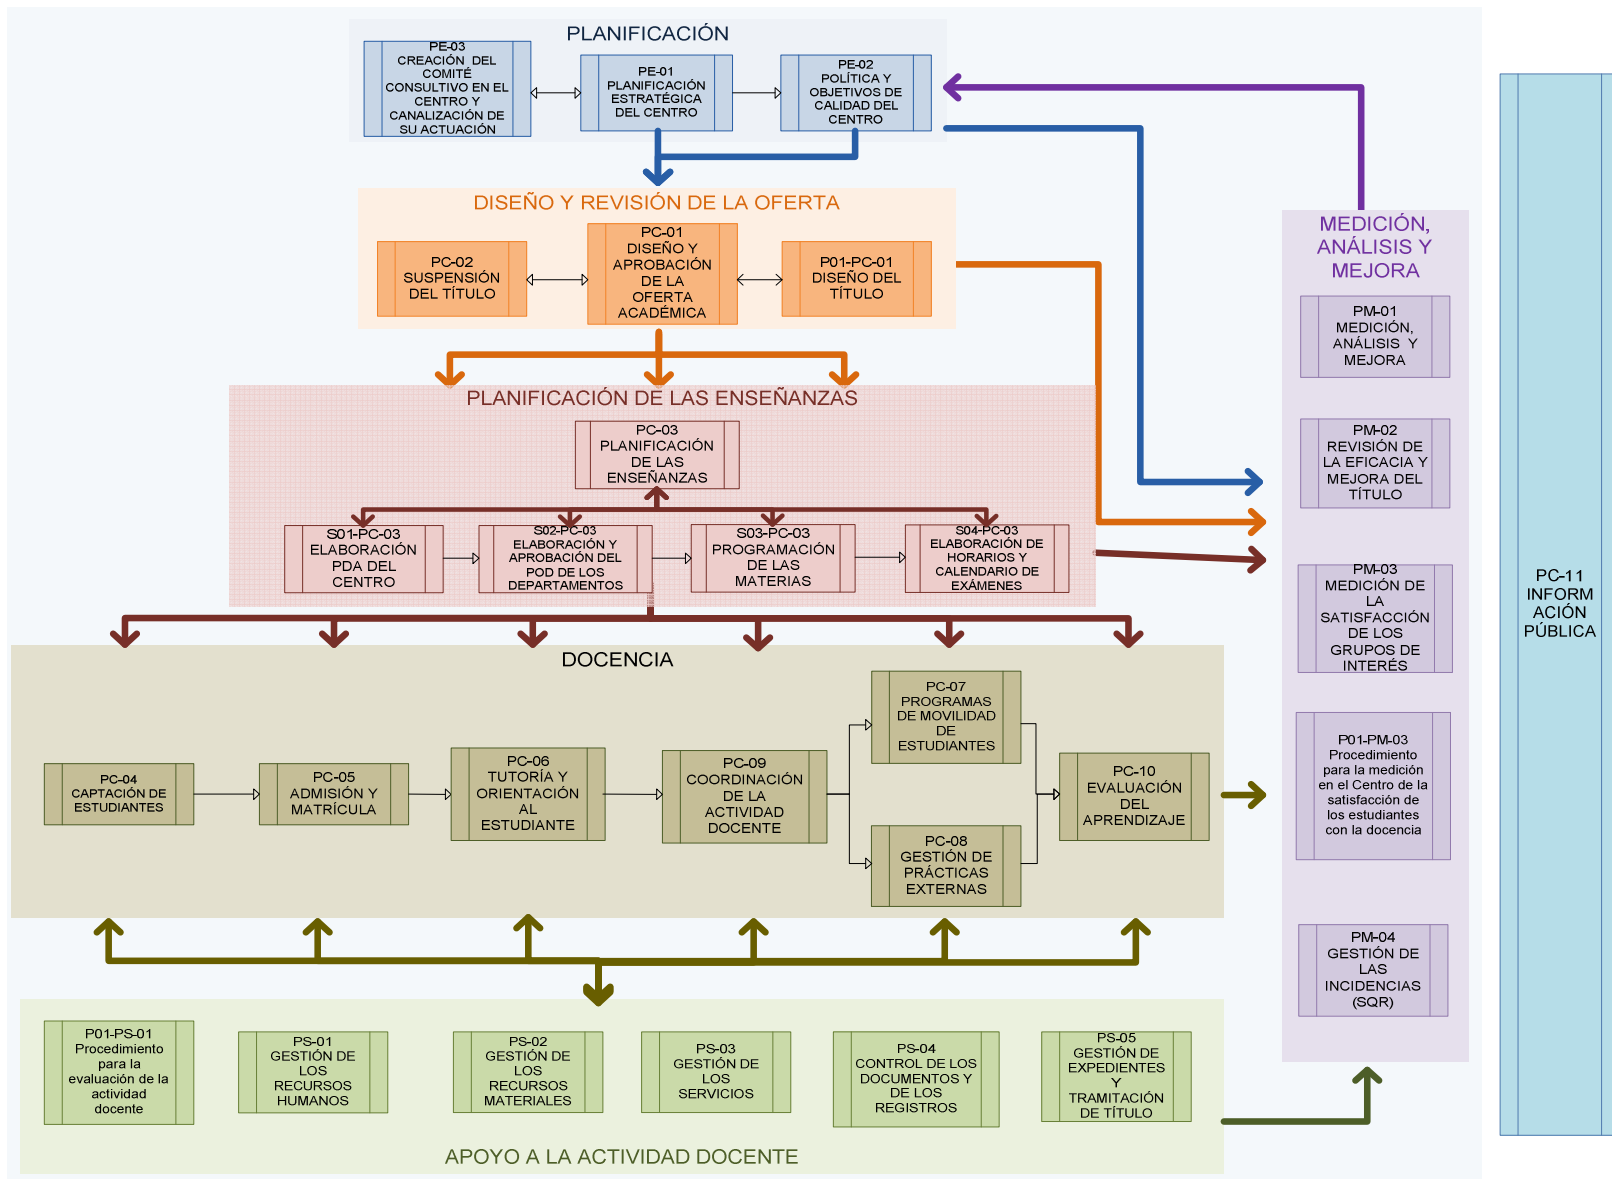 PLANIFICACIÓN
PE-03
CREACIÓN DEL
COMITÉ
CONSULTIVO EN EL
CENTRO Y
CANALIZACIÓN DE
SU ACTUACIÓN
PE-01
PLANIFICACIÓN
ESTRATÉGICA
DEL CENTRO
PE-02
POLÍTICA Y
OBJETIVOS DE
CALIDAD DEL
CENTRO
DISEÑO Y REVISIÓN DE LA OFERTA
PC-02
SUSPENSIÓN
DEL TÍTULO
PC-01
DISEÑO Y
APROBACIÓN
DE LA
OFERTA
ACADÉMICA
P01-PC-01
DISEÑO DEL
TÍTULO
PLANIFICACIÓN DE LAS ENSEÑANZAS
PC-03
PLANIFICACIÓN
DE LAS
ENSEÑANZAS
S01-PC-03
ELABORACIÓN
PDA DEL
CENTRO
S02-PC-03
ELABORACIÓN Y
APROBACIÓN DEL
POD DE LOS
DEPARTAMENTOS
S03-PC-03
PROGRAMACIÓN
DE LAS
MATERIAS
S04-PC-03
ELABORACIÓN DE
HORARIOS Y
CALENDARIO DE
EXÁMENES
DOCENCIA
PC-04
CAPTACIÓN DE
ESTUDIANTES
PC-05
ADMISIÓN Y
MATRÍCULA
PC-06
TUTORÍA Y
ORIENTACIÓN
AL
ESTUDIANTE
PC-09
COORDINACIÓN
DE LA
ACTIVIDAD
DOCENTE
PC-07
PROGRAMAS
DE MOVILIDAD
DE
ESTUDIANTES
PC-08
GESTIÓN DE
PRÁCTICAS
EXTERNAS
PC-10
EVALUACIÓN
DEL
APRENDIZAJE
P01-PS-01
Procedimiento
para la
evaluación de la
actividad
docente
PS-01
GESTIÓN DE
LOS
RECURSOS
HUMANOS
PS-02
GESTIÓN DE
LOS
RECURSOS
MATERIALES
PS-03
GESTIÓN DE
LOS
SERVICIOS
PS-04
CONTROL DE LOS
DOCUMENTOS Y
DE LOS
REGISTROS
PS-05
GESTIÓN DE
EXPEDIENTES
Y
TRAMITACIÓN
DE TÍTULO
APOYO A LA ACTIVIDAD DOCENTE
MEDICIÓN,
ANÁLISIS Y
MEJORA
PM-01
MEDICIÓN,
ANÁLISIS Y
MEJORA
PM-02
REVISIÓN DE
LA EFICACIA Y
MEJORA DEL
TÍTULO
PM-03
MEDICIÓN DE
LA
SATISFACCIÓN
DE LOS
GRUPOS DE
INTERÉS
P01-PM-03
Procedimiento
para la medición
en el Centro de la
satisfacción de
los estudiantes
con la docencia
PM-04
GESTIÓN DE
LAS
INCIDENCIAS
(SQR)
PC-11
INFORM
ACIÓN
PÚBLICA